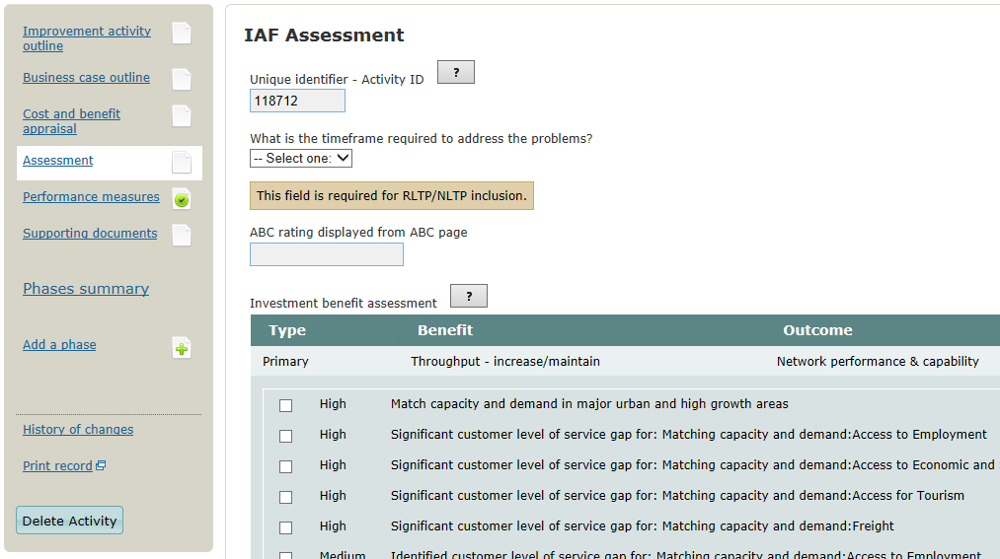 Improvement activity
outline
Business case outline
Cost and benefit
appraisal
Assessment
Performance measures
Supporting documents
Phases summary
Add a phase
History of changes
Print record
Delete Activity
IAF Assessment
Unique identifier - Activity ID ?
118712
What is the timeframe required to address the problems?
-- Select one:
This field is required for RLTP/NLTP inclusion.
ABC rating displayed from ABC page
Investment benefit assessment ?
Type Benefit Outcome
Primary Throughput - increase/maintain Network performance & capability
High Match capacity and demand in major urban and high growth areas
High Significant customer level of service gap for: Matching capacity and demand:Access to Employment
High Significant customer level of service gap for: Matching capacity and demand:Access to Economic and
High Significant customer level of service gap for: Matching capacity and demand:Access for Tourism
High Significant customer level of service gap for: Matching capacity and demand:Freight
Medium Identified customer level of service gap for: Matching capacity and demand:Access to Employment